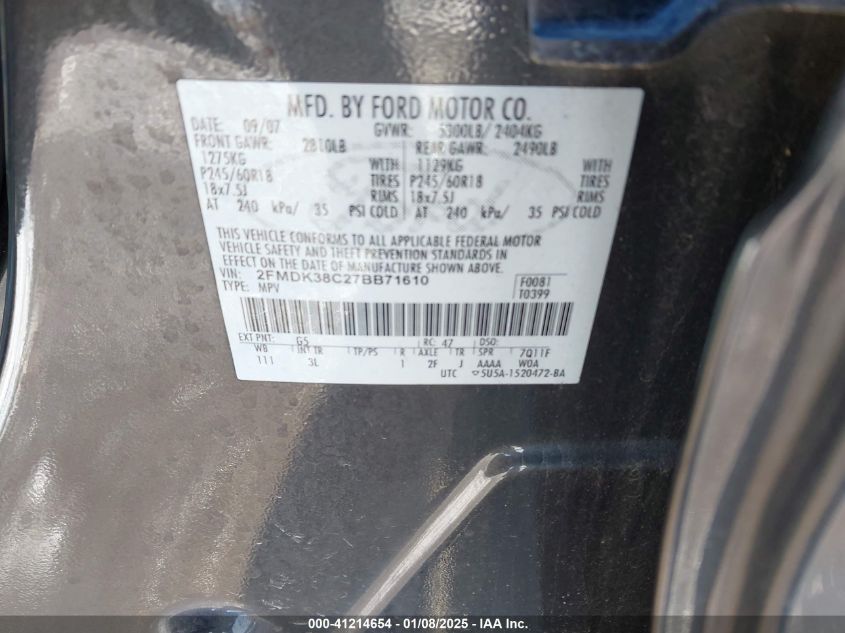 MFD. BY FORD MOTOR CO.
DATE: 09/07 GVWR: 5300LB/ 2404KG
FRONT GAWR: 2810LB REAR GAWR: 2490LB
1275KG WITH 1129KG WITH
P245/60R18 TIRES P245/60R18 TIRES
18x7.5J RIMS 18x7.5J RIMS
AT 240 kPa/ 35 PSI COLD AT 240 kPa/ 35 PSI COLD
THIS VEHICLE CONFORMS TO ALL APPLICABLE FEDERAL MOTOR
VEHICLE SAFETY AND THEFT PREVENTION STANDARDS IN
EFFECT ON THE DATE OF MANUFACTURE SHOWN ABOVE.
VIN: 2FMDK38C27BB71610 F0081
TYPE: MPV T0399
EXT PNT: G5 RC: 47 DSO:
WB INT TR TP/PS R AXLE TR SPR 7Q11F
111 3L 1 2F J AAAA W0A
UTC 5U5A-1520472-BA
000-41214654 - 01/08/2025 - IAAI.com